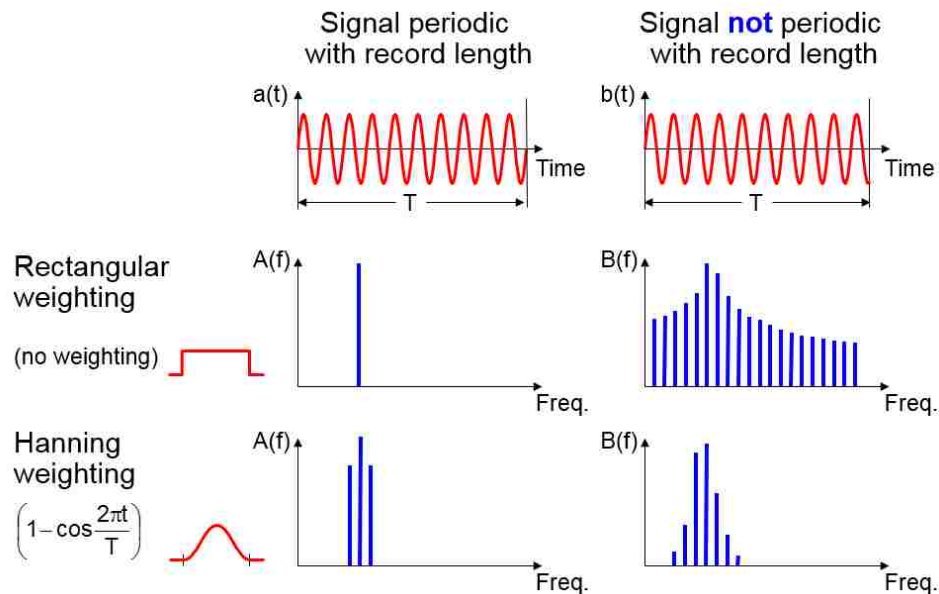 Signal periodic
with record length
Signal not periodic
with record length
a(t)
Time
T
b(t)
Time
T
Rectangular
weighting
(no weighting)
A(f)
Freq.
B(f)
Freq.
Hanning
weighting
(1−cos 2πt/T)
A(f)
Freq.
B(f)
Freq.